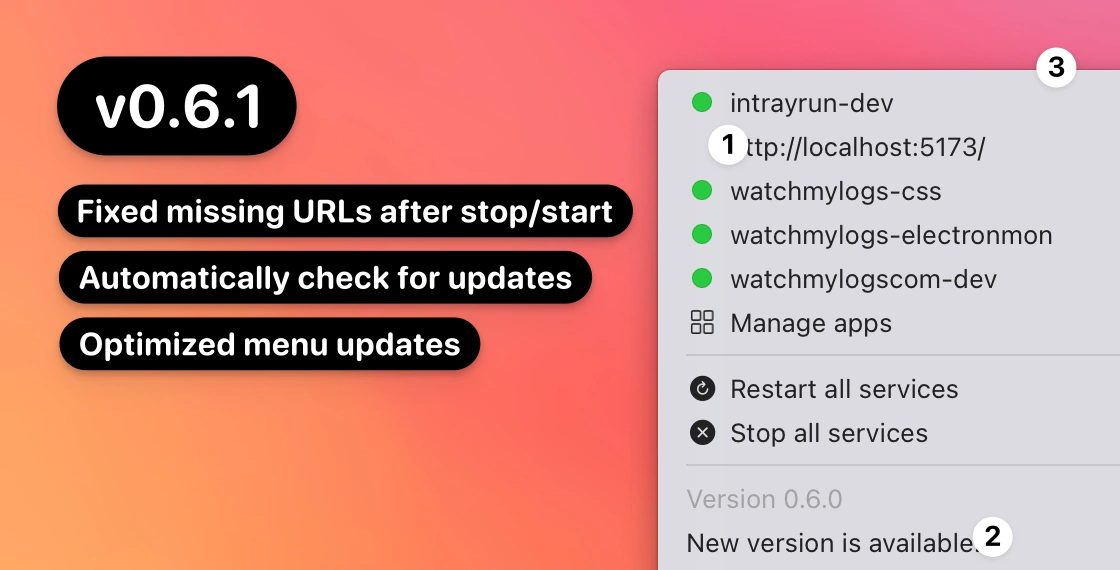 v0.6.1
Fixed missing URLs after stop/start
Automatically check for updates
Optimized menu updates
3
intrayrun-dev
1
ttp://localhost:5173/
watchmylogs-css
watchmylogs-electronmon
watchmylogscom-dev
Manage apps
Restart all services
Stop all services
Version 0.6.0
New version is available.
2